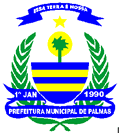 ESTA TERRA É NOSSA
1º JAN 1990
PREFEITURA MUNICIPAL DE PALMAS